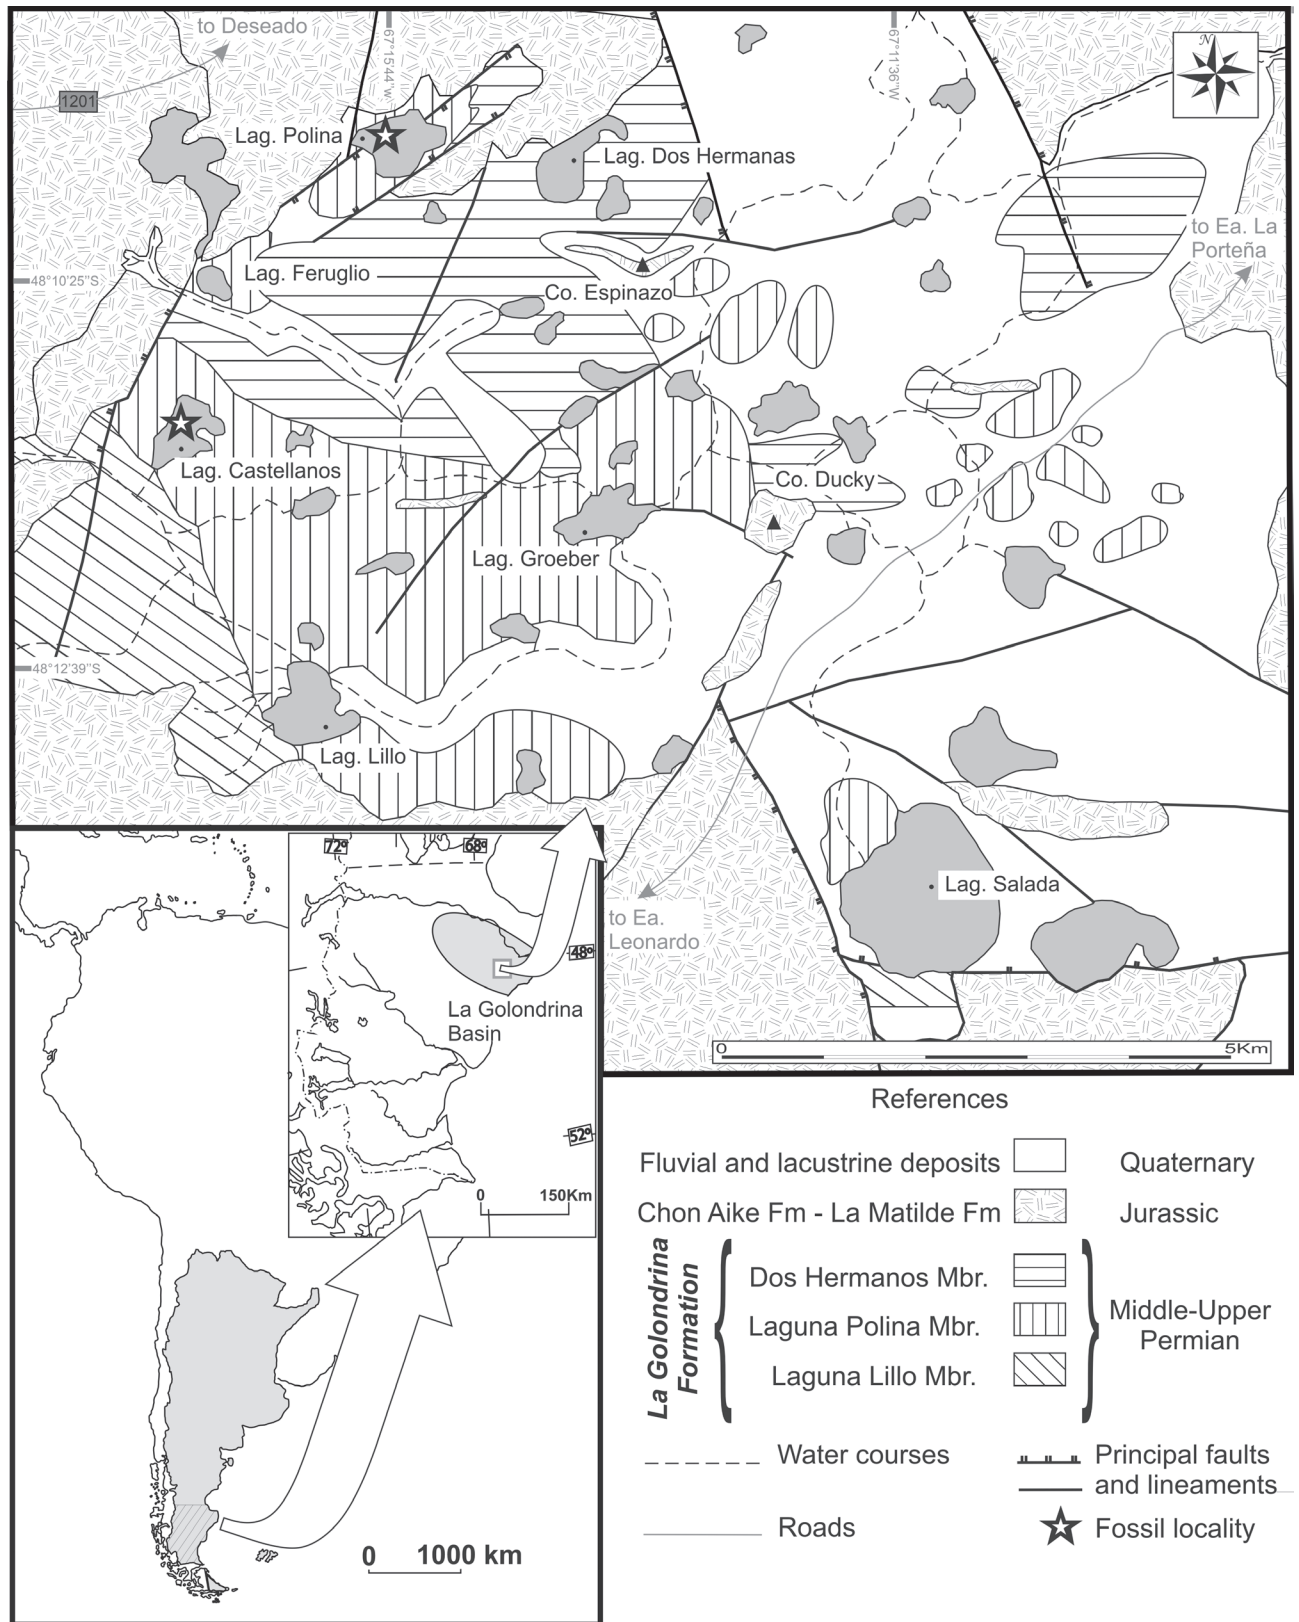 to Deseado
67°15'44''W
67°11'36''W
N
1201
Lag. Polina
Lag. Dos Hermanas
to Ea. La
Porteña
Lag. Feruglio
48°10'25''S
Co. Espinazo
Lag. Castellanos
Co. Ducky
Lag. Groeber
48°12'39''S
Lag. Lillo
Lag. Salada
to Ea.
Leonardo
72º
68º
48º
La Golondrina
Basin
52º
0 150Km
0 5Km
0 1000 km
References
Fluvial and lacustrine deposits Quaternary
Chon Aike Fm - La Matilde Fm Jurassic
La Golondrina
Formation
Dos Hermanos Mbr.
Laguna Polina Mbr.
Laguna Lillo Mbr.
Middle-Upper
Permian
Water courses
Principal faults
and lineaments
Roads
Fossil locality